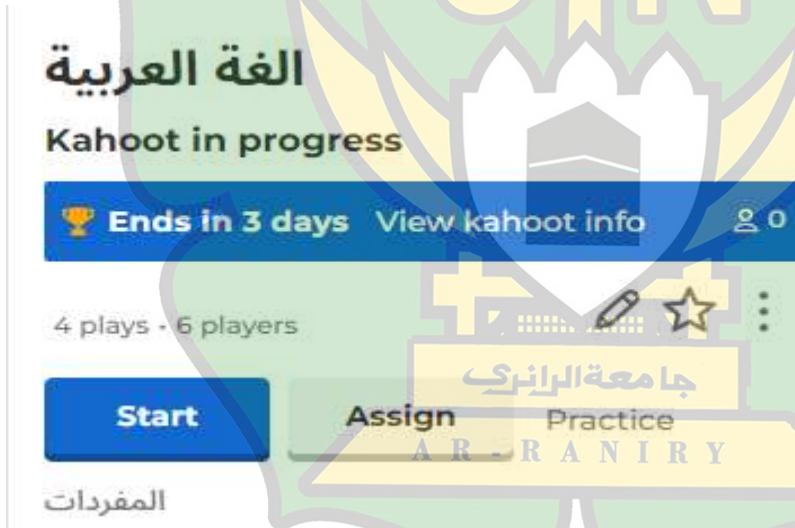 الغة العربية
Kahoot in progress
Ends in 3 days View kahoot info 0
4 plays · 6 players
Start Assign Practice
جامعة الرانري
AR-RANIRY
المفردات